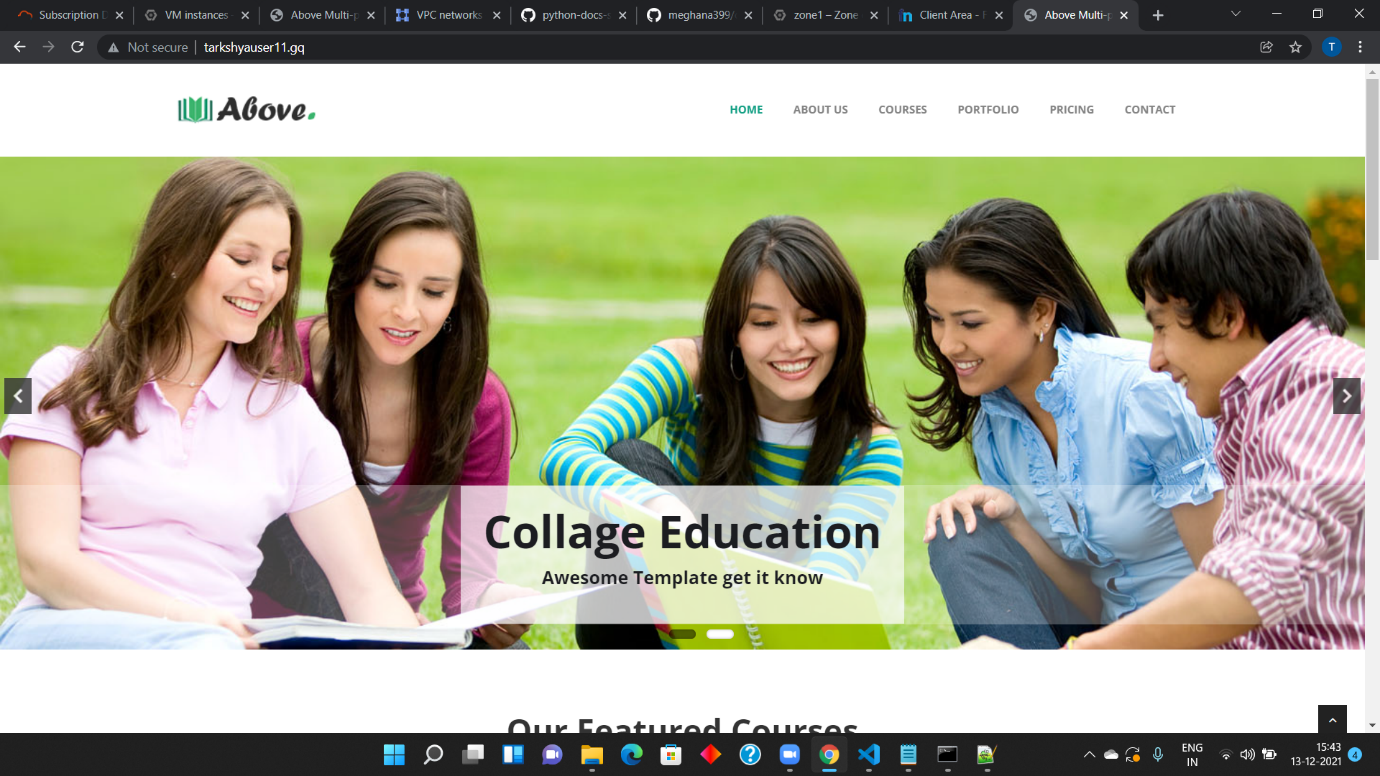 Subscription D
VM instances
Above Multi-p
VPC networks
python-docs-s
meghana399/
zone1 – Zone
Client Area -
Above Multi-p
Not secure
tarkshyauser11.gq
T
Above.
HOME
ABOUT US
COURSES
PORTFOLIO
PRICING
CONTACT
Collage Education
Awesome Template get it know
Our Featured Courses
ENG
IN
15:43
13-12-2021
4